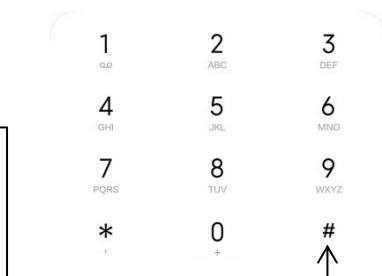 1 2 3
ABC DEF
4 5 6
GHI JKL MNO
7 8 9
PQRS TUV WXYZ
* 0 #
, +